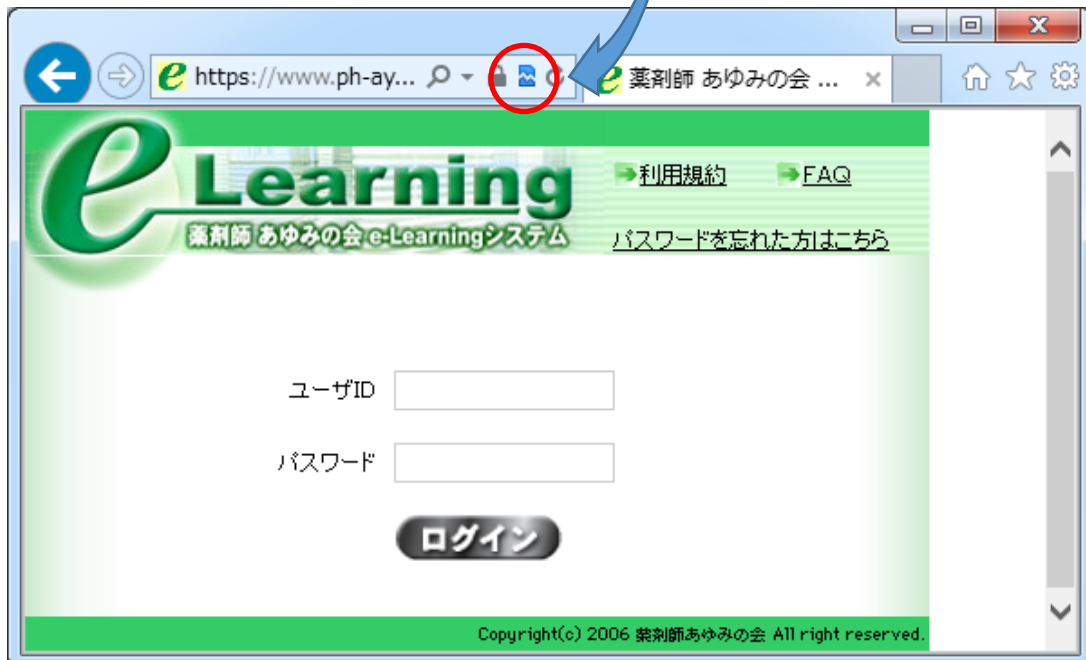 https://www.ph-ay...
薬剤師 あゆみの会 ...
e Learning
薬剤師 あゆみの会 e-Learningシステム
利用規約
FAQ
パスワードを忘れた方はこちら
ユーザID
パスワード
ログイン
Copyright(c) 2006 薬剤師あゆみの会 All right reserved.